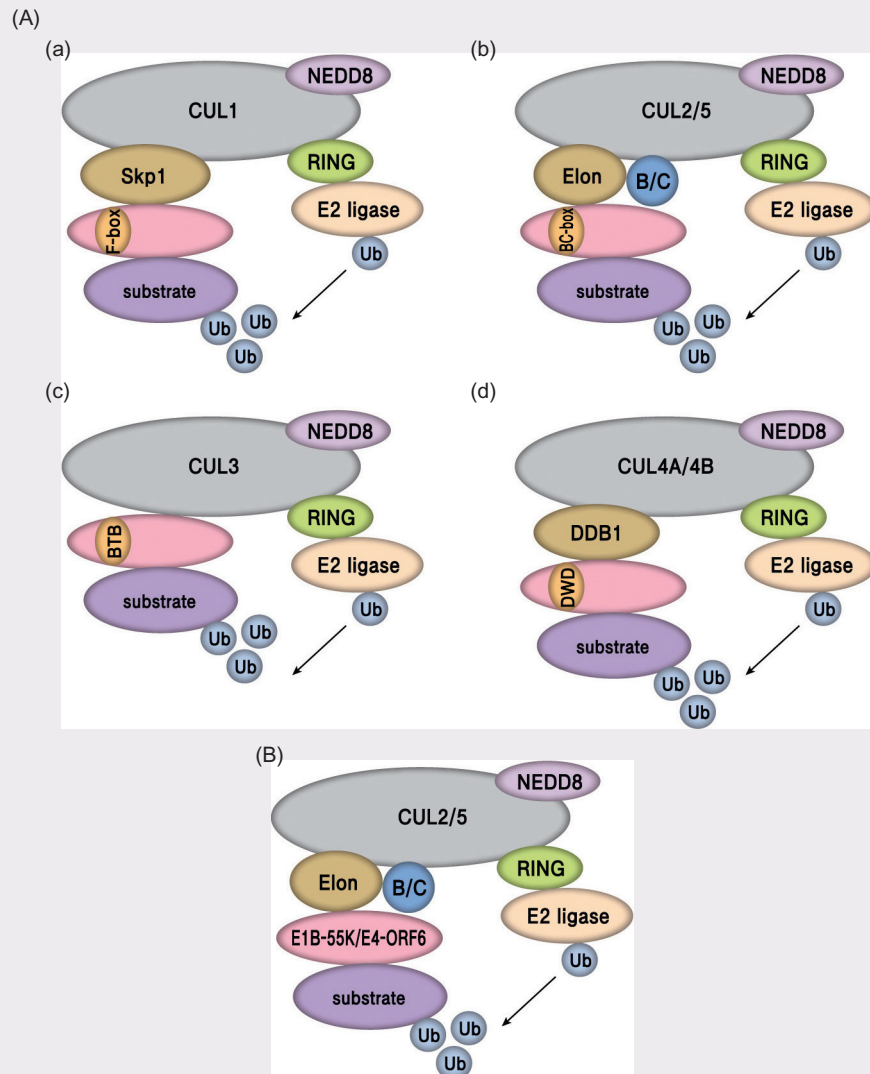 (A)
(a)
NEDD8
CUL1
RING
Skp1
E2 ligase
F-box
Ub
substrate
Ub
Ub
Ub
(b)
NEDD8
CUL2/5
RING
Elon
B/C
E2 ligase
BC-box
Ub
substrate
Ub
Ub
Ub
(c)
NEDD8
CUL3
RING
BTB
E2 ligase
substrate
Ub
Ub
Ub
Ub
(d)
NEDD8
CUL4A/4B
RING
DDB1
E2 ligase
DWD
Ub
substrate
Ub
Ub
Ub
(B)
NEDD8
CUL2/5
RING
Elon
B/C
E2 ligase
E1B-55K/E4-ORF6
Ub
substrate
Ub
Ub
Ub